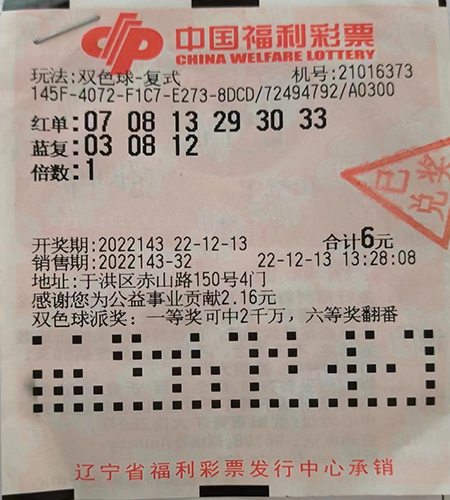 中国福利彩票
CHINA WELFARE LOTTERY
玩法:双色球-复式 机号:21016373
145F-4072-F1C7-E273-8DCD/72494792/A0300
红单:07 08 13 29 30 33
蓝复:03 08 12
倍数:1
已兑奖
开奖期:2022143 22-12-13 合计6元
销售期:2022143-32 22-12-13 13:28:08
地址:于洪区赤山路150号4门
感谢您为公益事业贡献2.16元
双色球派奖: 一等奖可中2千万，六等奖翻番
辽宁省福利彩票发行中心承销